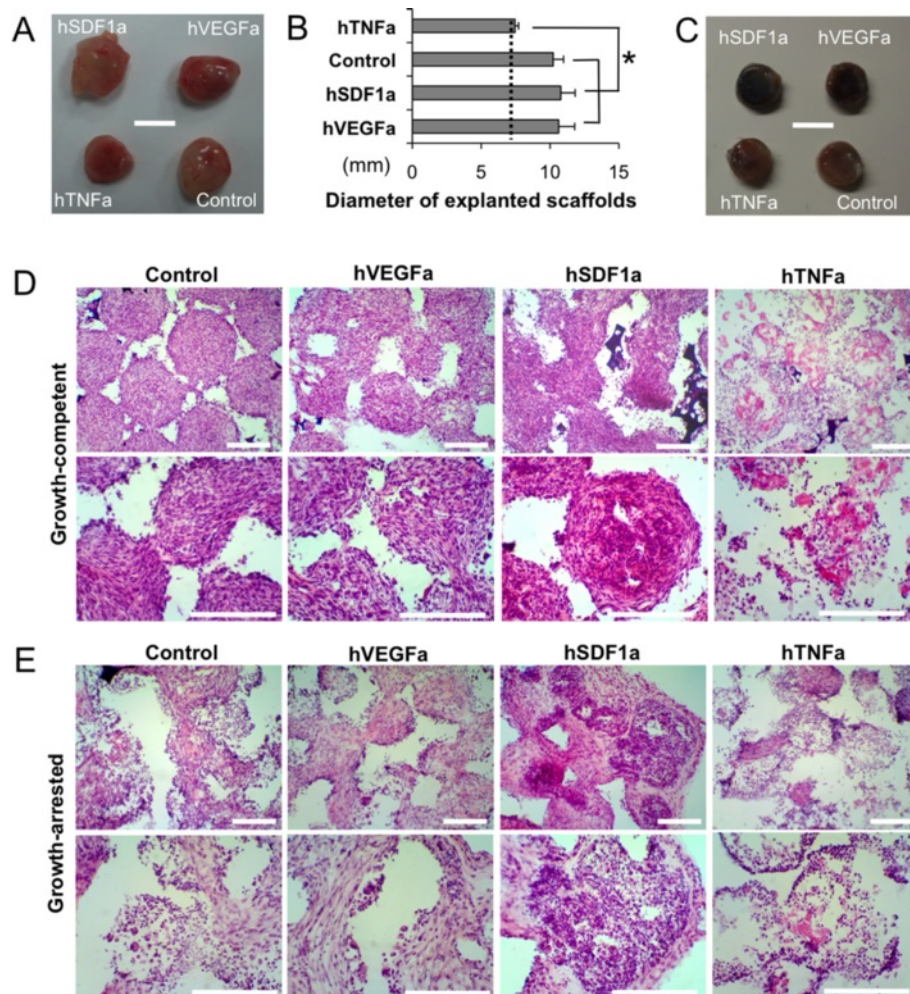 A
hSDF1a
hVEGFa
hTNFa
Control
B
hTNFa
Control
hSDF1a
hVEGFa
*
(mm)
0
5
10
15
Diameter of explanted scaffolds
C
hSDF1a
hVEGFa
hTNFa
Control
D
Control
hVEGFa
hSDF1a
hTNFa
Growth-competent
E
Control
hVEGFa
hSDF1a
hTNFa
Growth-arrested